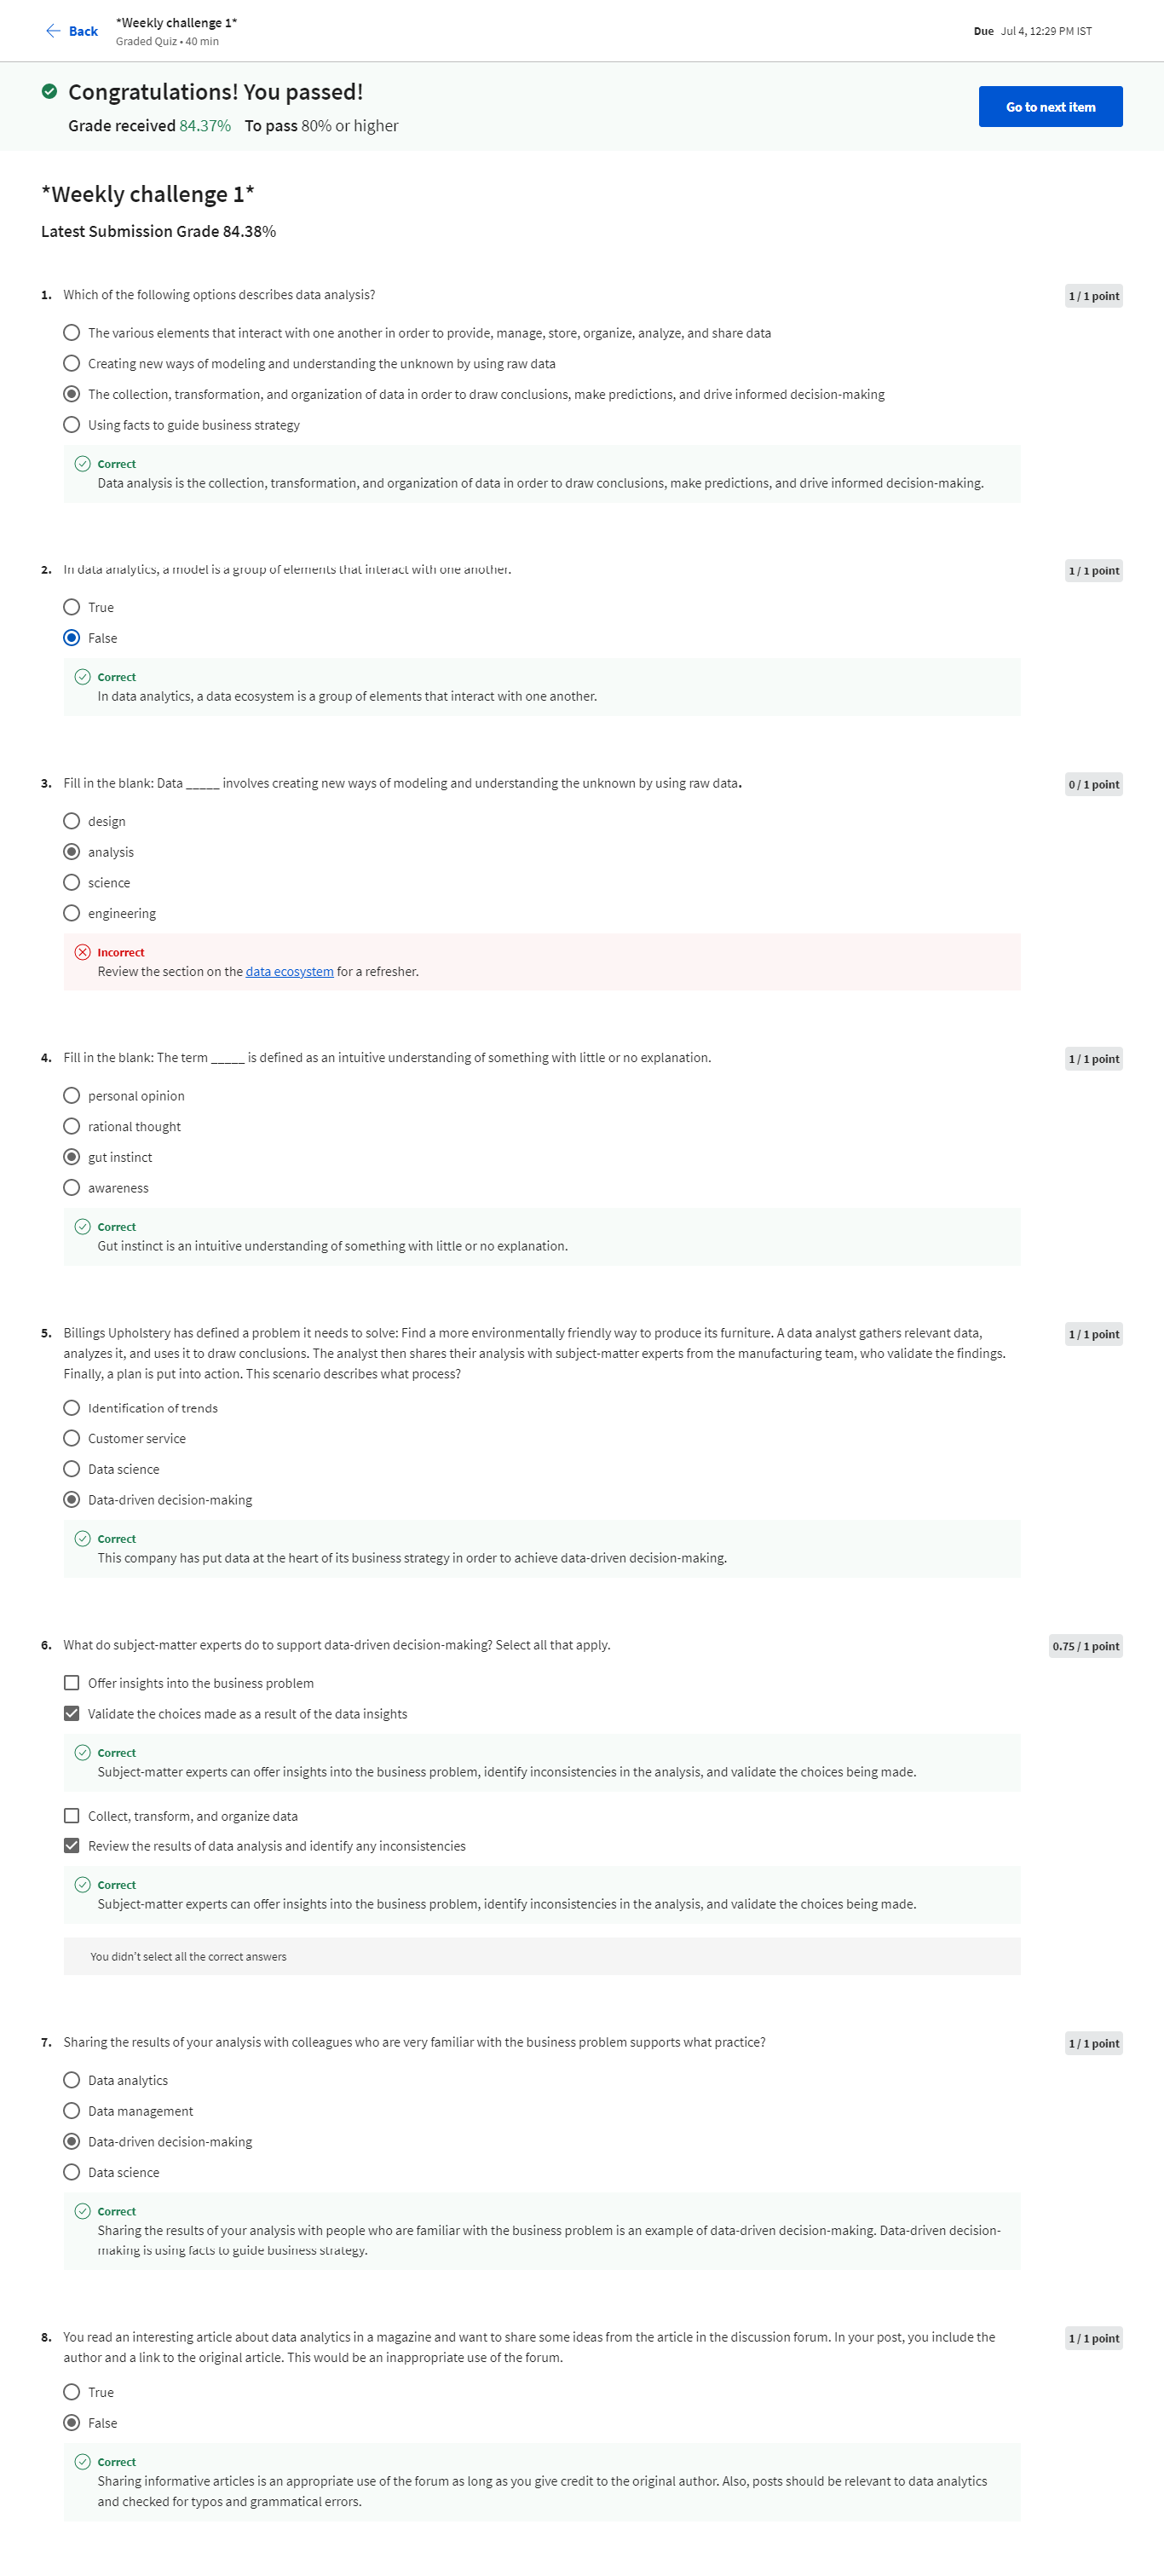 Back
*Weekly challenge 1*
Graded Quiz • 40 min
Due Jul 4, 12:29 PM IST
Congratulations! You passed!
Grade received 84.37% To pass 80% or higher
Go to next item
*Weekly challenge 1*
Latest Submission Grade 84.38%
1. Which of the following options describes data analysis?
1 / 1 point
The various elements that interact with one another in order to provide, manage, store, organize, analyze, and share data
Creating new ways of modeling and understanding the unknown by using raw data
The collection, transformation, and organization of data in order to draw conclusions, make predictions, and drive informed decision-making
Using facts to guide business strategy
Correct
Data analysis is the collection, transformation, and organization of data in order to draw conclusions, make predictions, and drive informed decision-making.
2. In data analytics, a model is a group of elements that interact with one another.
1 / 1 point
True
False
Correct
In data analytics, a data ecosystem is a group of elements that interact with one another.
3. Fill in the blank: Data _____ involves creating new ways of modeling and understanding the unknown by using raw data.
0 / 1 point
design
analysis
science
engineering
Incorrect
Review the section on the data ecosystem for a refresher.
4. Fill in the blank: The term _____ is defined as an intuitive understanding of something with little or no explanation.
1 / 1 point
personal opinion
rational thought
gut instinct
awareness
Correct
Gut instinct is an intuitive understanding of something with little or no explanation.
5. Billings Upholstery has defined a problem it needs to solve: Find a more environmentally friendly way to produce its furniture. A data analyst gathers relevant data,
analyzes it, and uses it to draw conclusions. The analyst then shares their analysis with subject-matter experts from the manufacturing team, who validate the findings.
Finally, a plan is put into action. This scenario describes what process?
1 / 1 point
Identification of trends
Customer service
Data science
Data-driven decision-making
Correct
This company has put data at the heart of its business strategy in order to achieve data-driven decision-making.
6. What do subject-matter experts do to support data-driven decision-making? Select all that apply.
0.75 / 1 point
Offer insights into the business problem
Validate the choices made as a result of the data insights
Correct
Subject-matter experts can offer insights into the business problem, identify inconsistencies in the analysis, and validate the choices being made.
Collect, transform, and organize data
Review the results of data analysis and identify any inconsistencies
Correct
Subject-matter experts can offer insights into the business problem, identify inconsistencies in the analysis, and validate the choices being made.
You didn't select all the correct answers
7. Sharing the results of your analysis with colleagues who are very familiar with the business problem supports what practice?
1 / 1 point
Data analytics
Data management
Data-driven decision-making
Data science
Correct
Sharing the results of your analysis with people who are familiar with the business problem is an example of data-driven decision-making. Data-driven decision-
making is using facts to guide business strategy.
8. You read an interesting article about data analytics in a magazine and want to share some ideas from the article in the discussion forum. In your post, you include the
author and a link to the original article. This would be an inappropriate use of the forum.
1 / 1 point
True
False
Correct
Sharing informative articles is an appropriate use of the forum as long as you give credit to the original author. Also, posts should be relevant to data analytics
and checked for typos and grammatical errors.